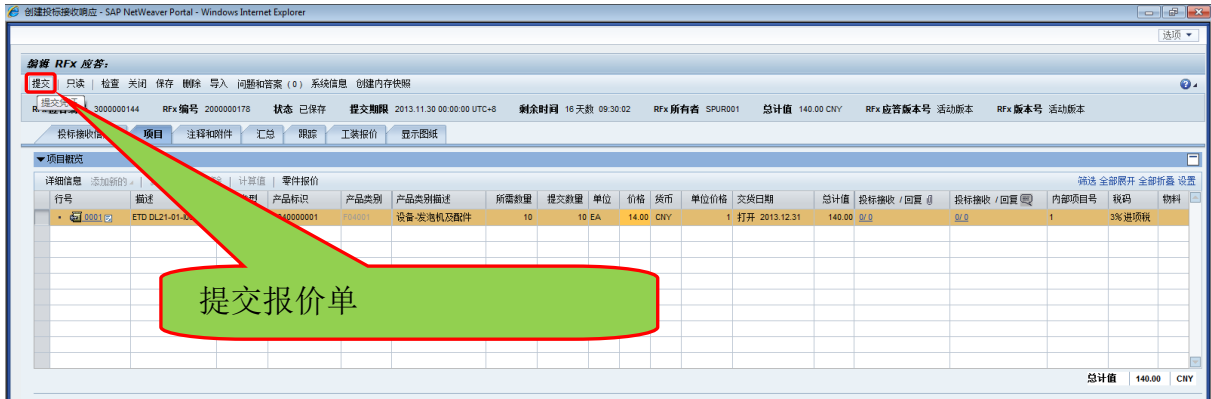 创建投标接收响应 - SAP NetWeaver Portal - Windows Internet Explorer
选项
编辑 RFx 应答:
提交 | 只读 | 检查 关闭 保存 删除 导入 问题和答案 ( 0 ) 系统信息 创建内存快照
3000000144 RFx 编号 2000000178 状态 已保存 提交期限 2013.11.30 00:00:00 UTC+8 剩余时间 16 天数 09:30:02 RFx 所有者 SPUR001 总计值 140.00 CNY RFx 应答版本号 活动版本 RFx 版本号 活动版本
投标接收信 项目 注释和附件 汇总 跟踪 工装报价 显示图纸
项目概览
详细信息 添加新的 | 计算值 | 零件报价 筛选 全部展开 全部折叠 设置
行号 描述 类型 产品标识 产品类别 产品类别描述 所需数量 提交数量 单位 价格 货币 单位价格 交货日期 总计值 投标接收 / 回复 投标接收 / 回复 内部项目号 税码 物料
0001 ETD DL21-01-I0 40000001 F04001 设备-发泡机及配件 10 10 EA 14.00 CNY 1 打开 2013.12.31 140.00 0/ 0 0/ 0 1 3% 进项税
提交报价单
总计值 140.00 CNY